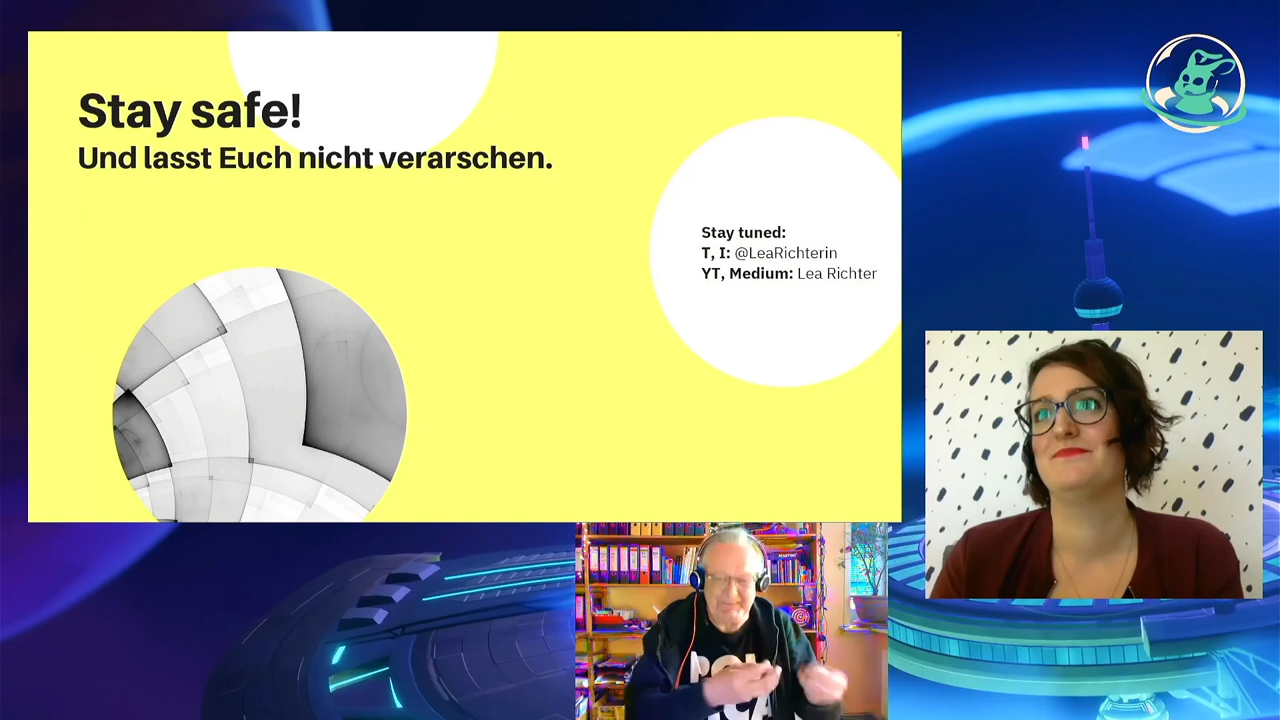 Stay safe!
Und lasst Euch nicht verarschen.
Stay tuned:
T, I: @LeaRichterin
YT, Medium: Lea Richter